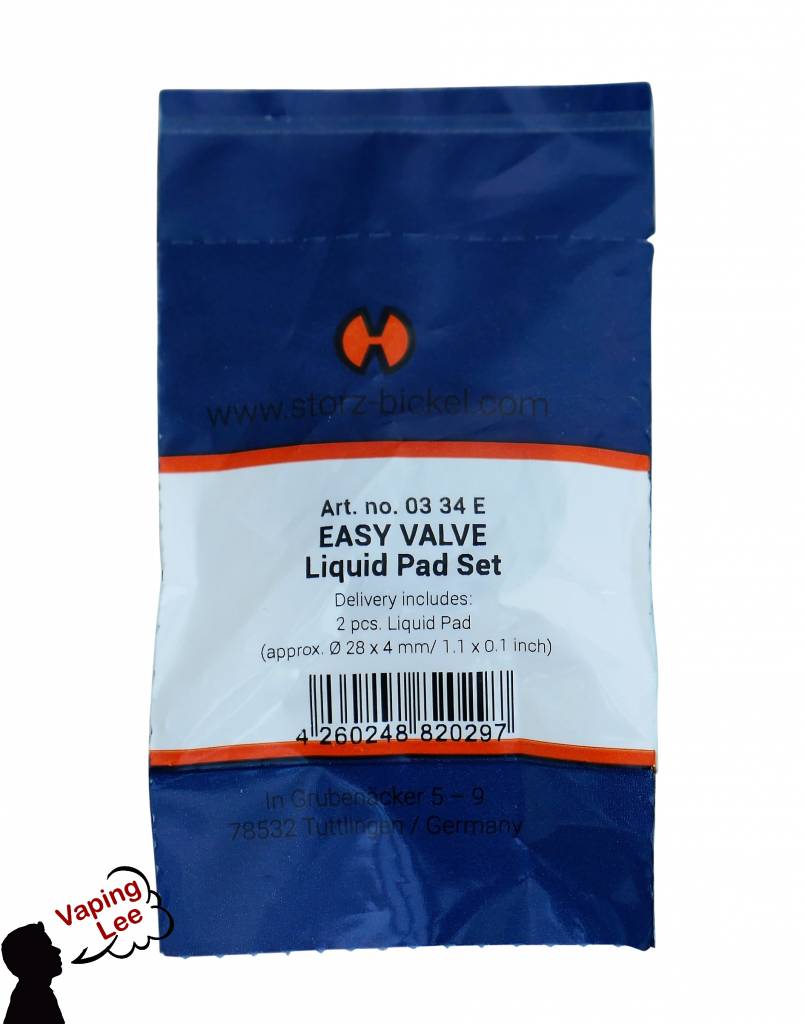 www.storz-bickel.com
Art. no. 03 34 E
EASY VALVE
Liquid Pad Set
Delivery includes:
2 pcs. Liquid Pad
(approx. Ø 28 x 4 mm/ 1.1 x 0.1 inch)
4 260248 820297
In Grubenäcker 5 – 9
78532 Tuttlingen / Germany
Vaping
Lee